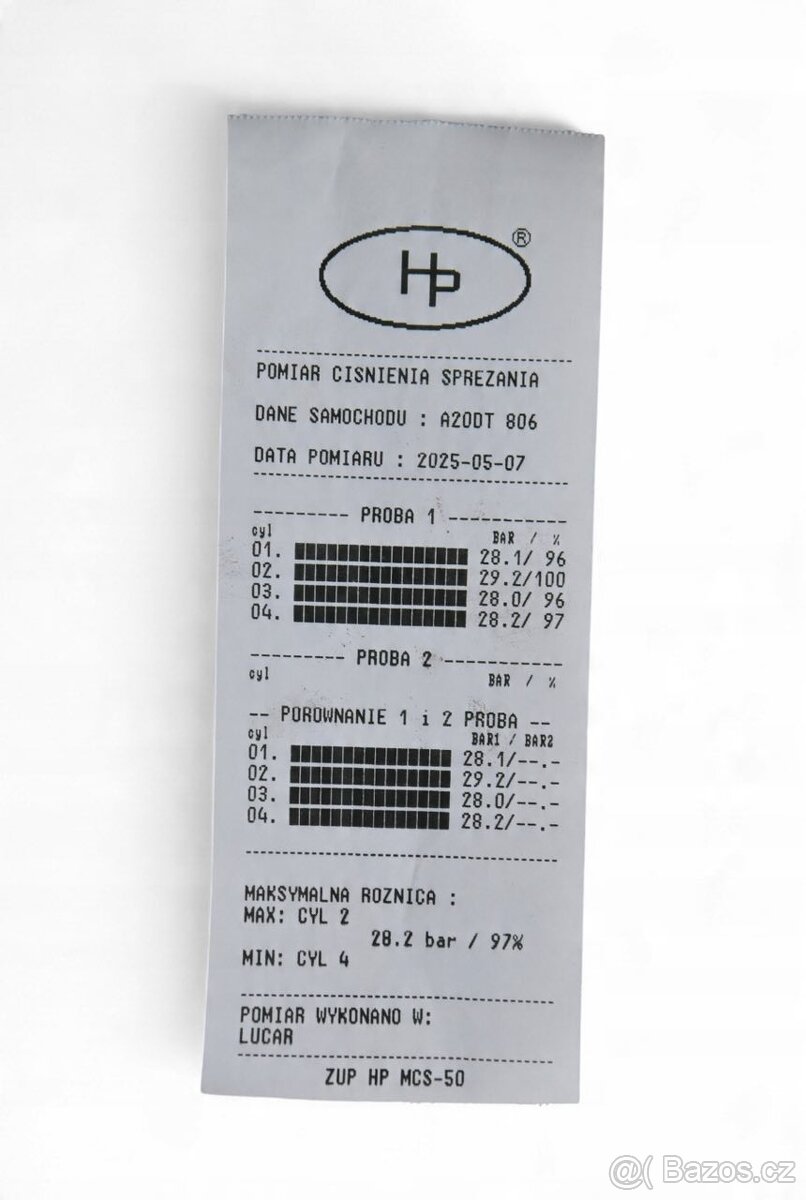 HP ®
POMIAR CISNIENIA SPREZANIA
DANE SAMOCHODU : A20DT 806
DATA POMIARU : 2025-05-07
--------- PROBA 1 -----------
cyl BAR / %
01. 28.1/ 96
02. 29.2/100
03. 28.0/ 96
04. 28.2/ 97
--------- PROBA 2 -----------
cyl BAR / %
-- POROWNANIE 1 i 2 PROBA --
cyl BAR1 / BAR2
01. 28.1/--.-
02. 29.2/--.-
03. 28.0/--.-
04. 28.2/--.-
MAKSYMALNA ROZNICA :
MAX: CYL 2
28.2 bar / 97%
MIN: CYL 4
POMIAR WYKONANO W:
LUCAR
ZUP HP MCS-50
@( Bazos.cz